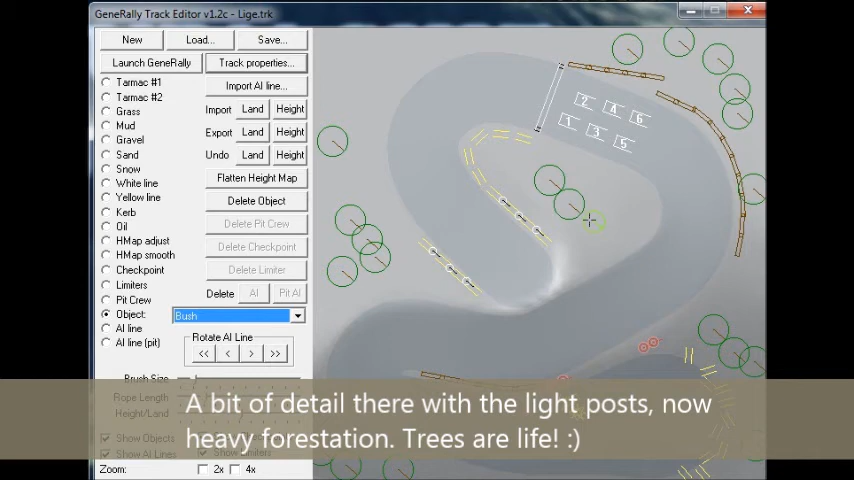 GeneRally Track Editor v1.2c - Lige.trk
New
Load...
Save...
Launch GeneRally
Track properties...
Tarmac #1
Tarmac #2
Grass
Mud
Gravel
Sand
Snow
White line
Yellow line
Kerb
Oil
HMap adjust
HMap smooth
Checkpoint
Limiters
Pit Crew
Object:
AI line
AI line (pit)
Import AI line...
Import Land Height
Export Land Height
Undo Land Height
Flatten Height Map
Delete Object
Delete Pit Crew
Delete Checkpoint
Delete Limiter
Delete AI Pit AI
Bush
Rotate AI Line
<< < > >>
Brush Size
Rope Length
Height/Land
Show Objects
Show AI Lines
Show Limiters
Zoom: 2x 4x
2 4 6
1 3 5
A bit of detail there with the light posts, now
heavy forestation. Trees are life! :)